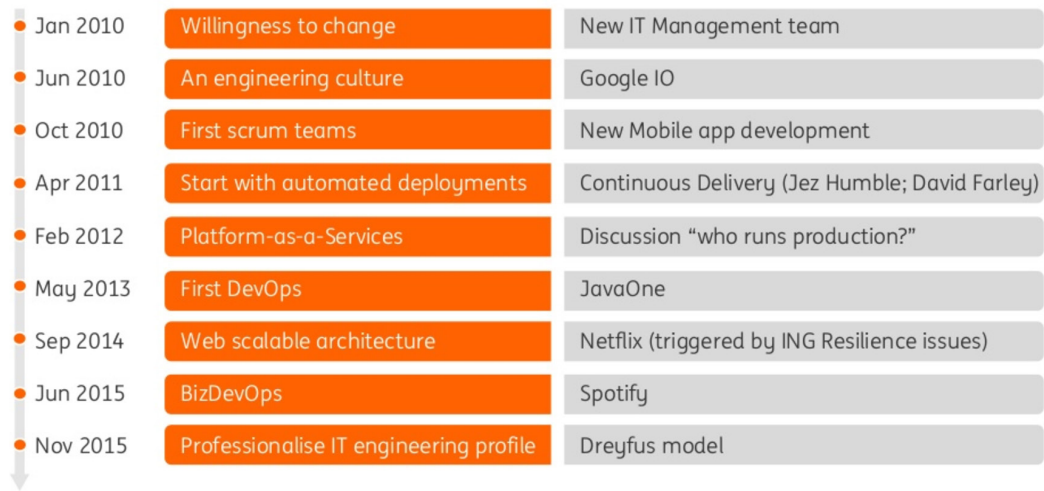 Jan 2010 Willingness to change New IT Management team
Jun 2010 An engineering culture Google IO
Oct 2010 First scrum teams New Mobile app development
Apr 2011 Start with automated deployments Continuous Delivery (Jez Humble; David Farley)
Feb 2012 Platform-as-a-Services Discussion “who runs production?”
May 2013 First DevOps JavaOne
Sep 2014 Web scalable architecture Netflix (triggered by ING Resilience issues)
Jun 2015 BizDevOps Spotify
Nov 2015 Professionalise IT engineering profile Dreyfus model